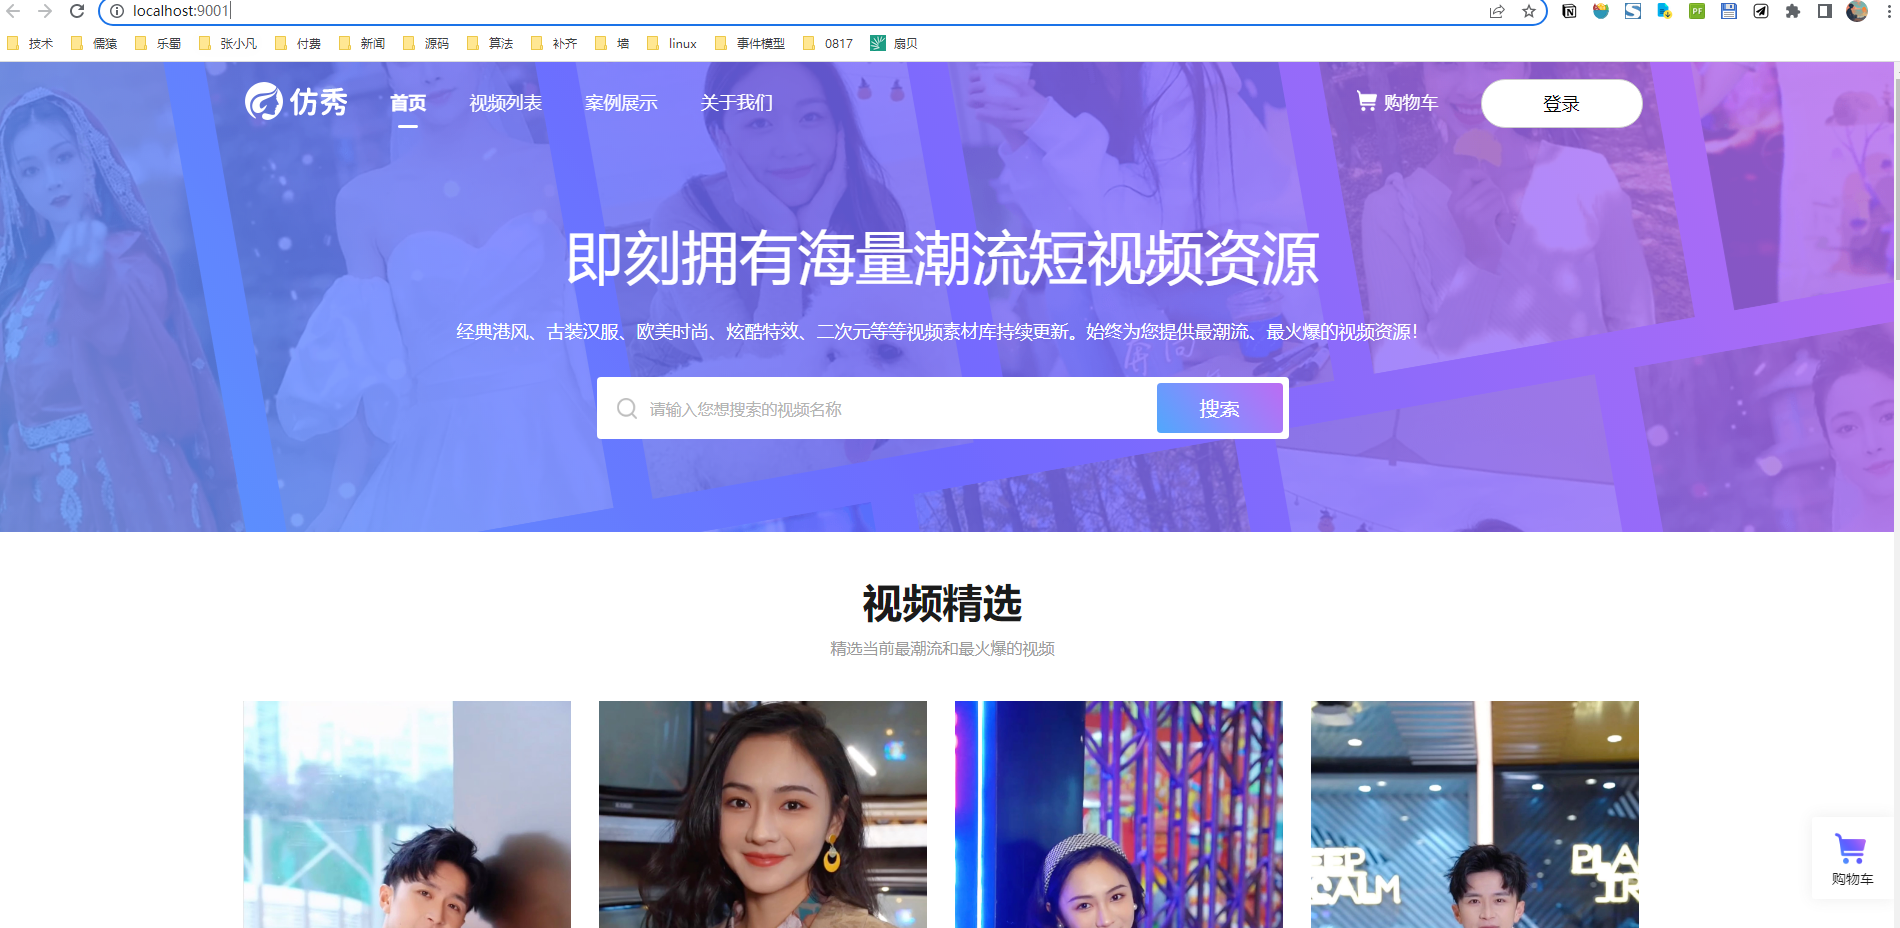 localhost:9001
技术 儒猿 乐蜀 张小凡 付费 新闻 源码 算法 补齐 墙 linux 事件模型 0817 扇贝
仿秀 首页 视频列表 案例展示 关于我们 购物车 登录
即刻拥有海量潮流短视频资源
经典港风、古装汉服、欧美时尚、炫酷特效、二次元等等视频素材库持续更新。始终为您提供最潮流、最火爆的视频资源！
请输入您想搜索的视频名称 搜索
视频精选
精选当前最潮流和最火爆的视频
CALM
购物车